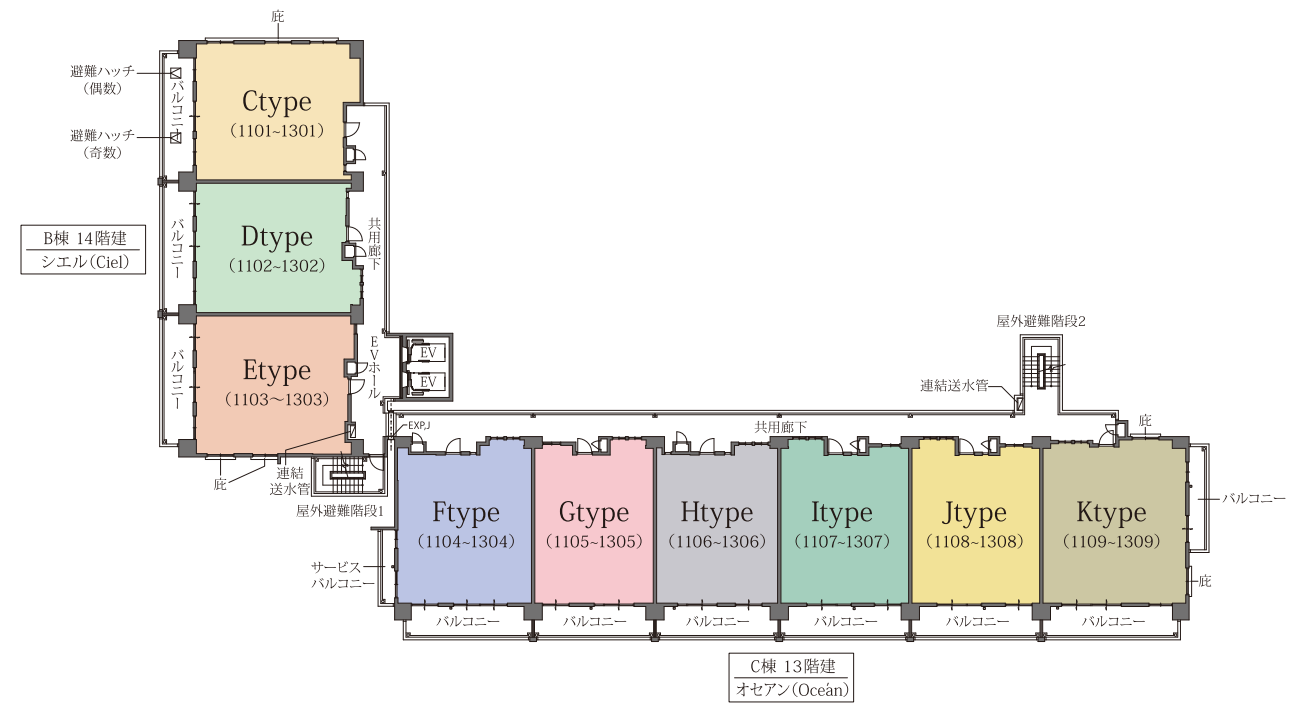 庇
避難ハッチ
(偶数)
バルコニー
避難ハッチ
(奇数)
Ctype
(1101~1301)
バルコニー
Dtype
(1102~1302)
共用廊下
B棟 14階建
シエル(Ciel)
バルコニー
Etype
(1103～1303)
EVホール
EV
EV
EXP,J
庇
連結
送水管
屋外避難階段1
屋外避難階段2
連結送水管
共用廊下
庇
Ftype
(1104~1304)
Gtype
(1105~1305)
Htype
(1106~1306)
Itype
(1107~1307)
Jtype
(1108~1308)
Ktype
(1109~1309)
バルコニー
サービス
バルコニー
庇
バルコニー
バルコニー
バルコニー
バルコニー
バルコニー
バルコニー
C棟 13階建
オセアン(Oceán)